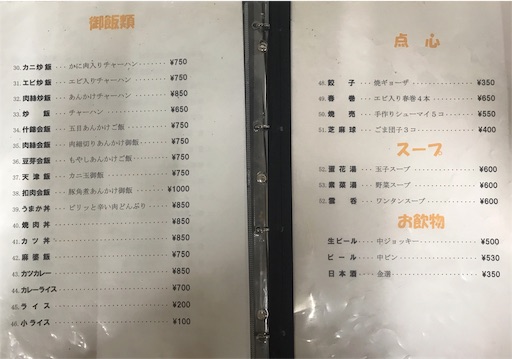 御飯類
30. カニ炒飯 かに肉入りチャーハン ¥750
31. エビ炒飯 エビ入りチャーハン ¥750
32. 肉絲炒飯 あんかけチャーハン ¥850
33. 炒飯 チャーハン ¥650
34. 什錦会飯 五目あんかけご飯 ¥750
35. 肉絲会飯 肉細切りあんかけ御飯 ¥750
36. 豆芽会飯 もやしあんかけご飯 ¥750
37. 天津飯 カニ玉御飯 ¥750
38. 扣肉会飯 豚角煮あんかけ御飯 ¥1000
39. うまか丼 ピリッと辛い肉どんぶり ¥850
40. 焼肉丼 ¥850
41. カツ丼 ¥850
42. 麻婆飯 ¥750
43. カツカレー ¥850
44. カレーライス ¥700
45. ライス ¥200
46. 小ライス ¥100
点心
48. 餃子 焼ギョーザ ¥350
49. 春巻 エビ入り春巻4本 ¥650
50. 焼売 手作りシューマイ5コ ¥550
51. 芝麻球 ごま団子3コ ¥400
スープ
52. 蛋花湯 玉子スープ ¥600
53. 野菜スープ ¥600
52. 雲呑 ワンタンスープ ¥600
お飲物
生ビール 中ジョッキー ¥500
ビール 中ビン ¥530
日本酒 ¥350